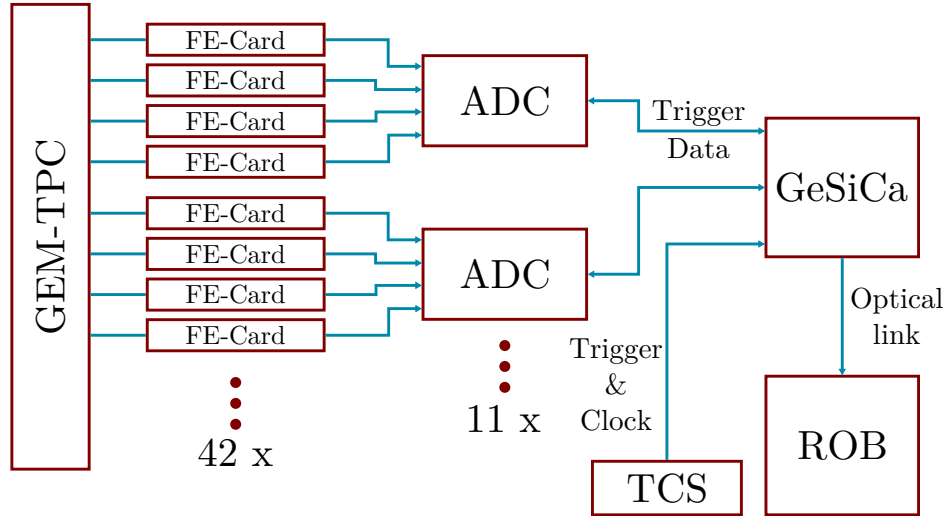 GEM-TPC
FE-Card
FE-Card
FE-Card
FE-Card
FE-Card
FE-Card
FE-Card
FE-Card
42 x
ADC
ADC
11 x
Trigger
Data
GeSiCa
Trigger
&
Clock
TCS
Optical
link
ROB